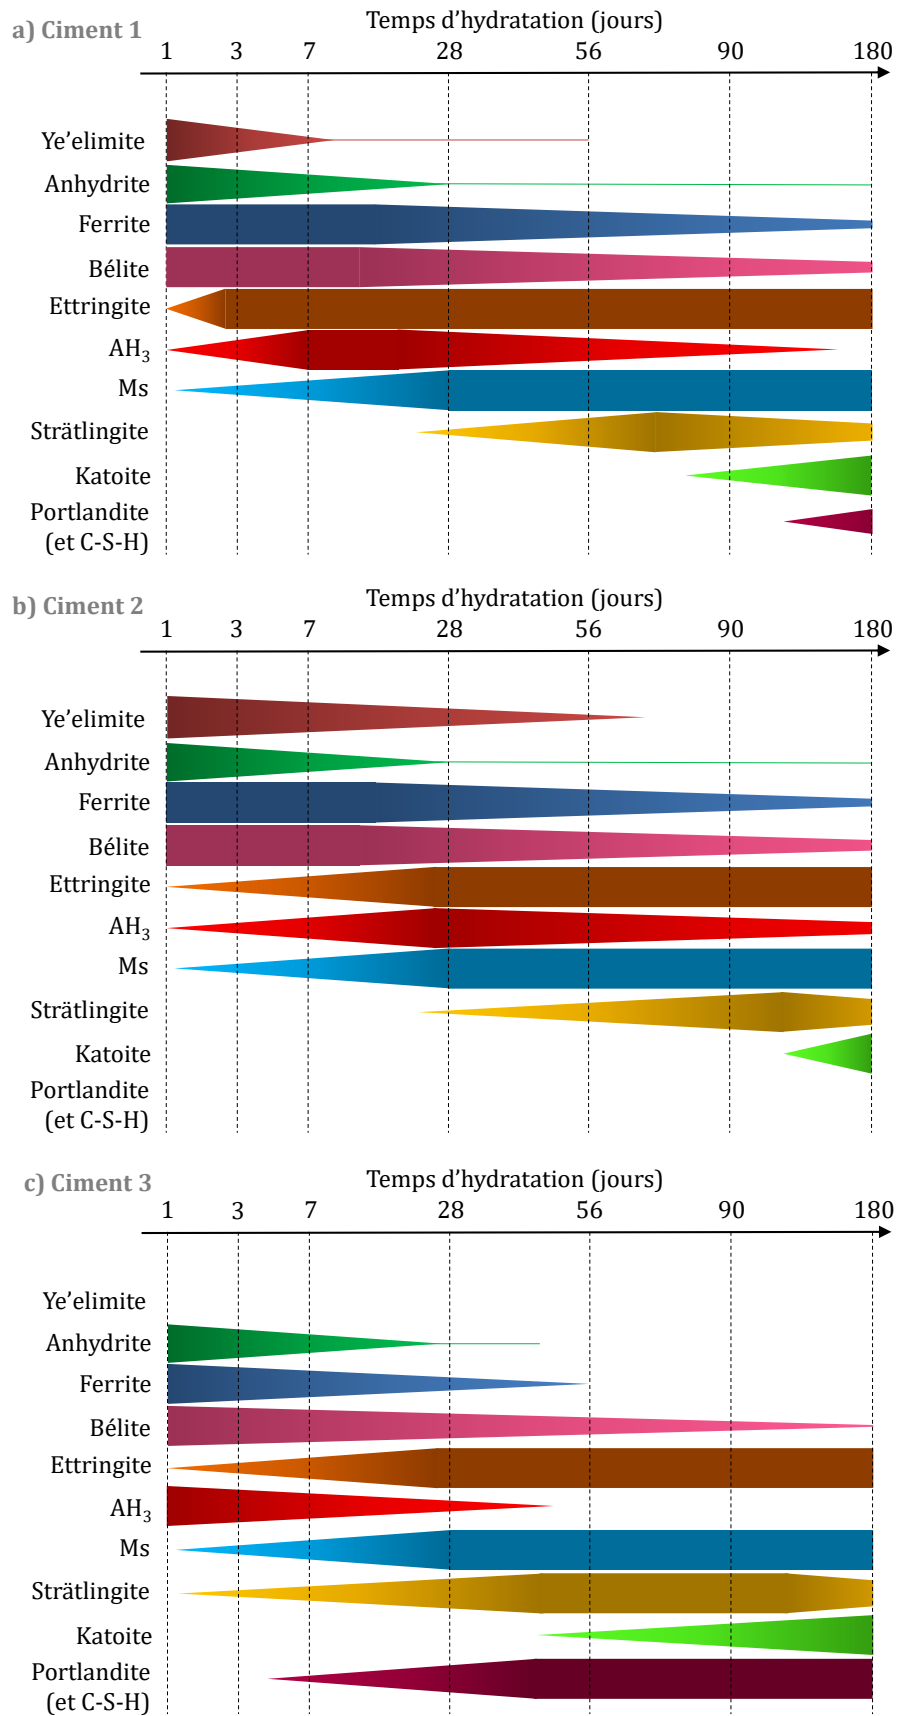 a) Ciment 1
Temps d’hydratation (jours)
1 3 7 28 56 90 180
Ye’elimite
Anhydrite
Ferrite
Bélite
Ettringite
AH₃
Ms
Strätlingite
Katoite
Portlandite
(et C-S-H)
b) Ciment 2
Temps d’hydratation (jours)
1 3 7 28 56 90 180
Ye’elimite
Anhydrite
Ferrite
Bélite
Ettringite
AH₃
Ms
Strätlingite
Katoite
Portlandite
(et C-S-H)
c) Ciment 3
Temps d’hydratation (jours)
1 3 7 28 56 90 180
Ye’elimite
Anhydrite
Ferrite
Bélite
Ettringite
AH₃
Ms
Strätlingite
Katoite
Portlandite
(et C-S-H)